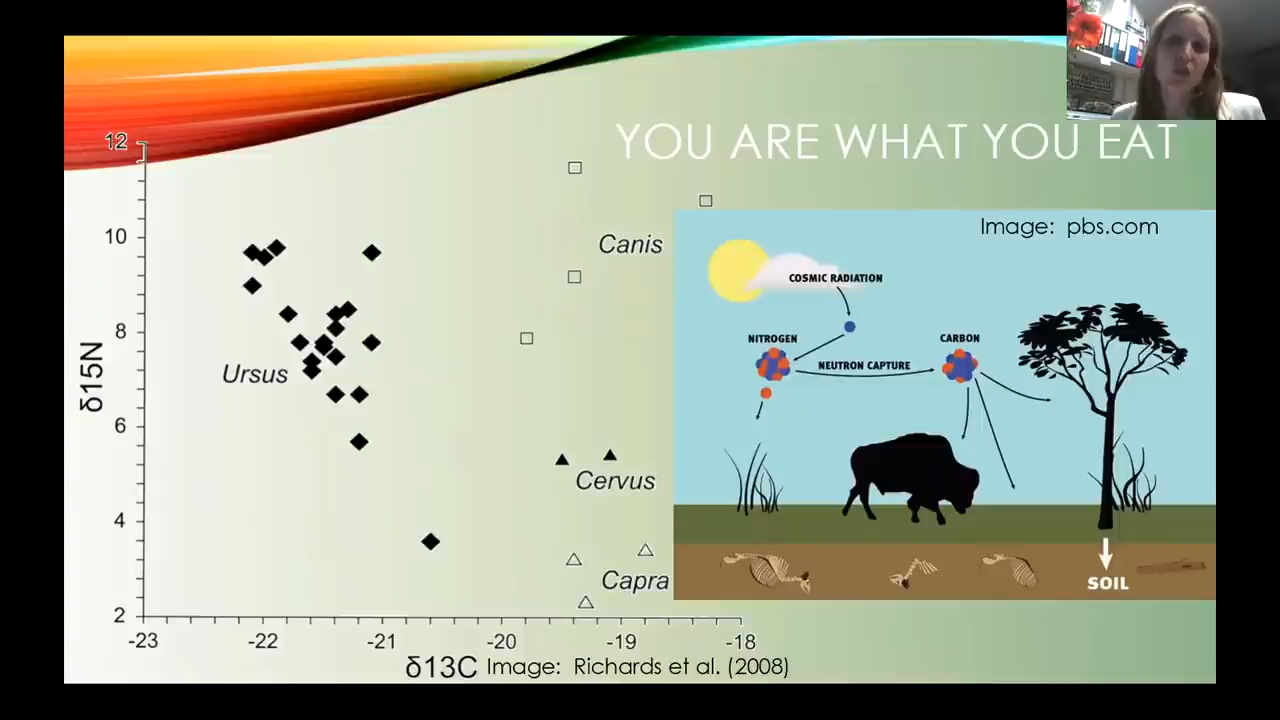 YOU ARE WHAT YOU EAT
12
10
8
6
4
2
δ15N
-23
-22
-21
-20
-19
-18
δ13C
Canis
Ursus
Cervus
Capra
Image: Richards et al. (2008)
Image: pbs.com
COSMIC RADIATION
NITROGEN
CARBON
NEUTRON CAPTURE
SOIL